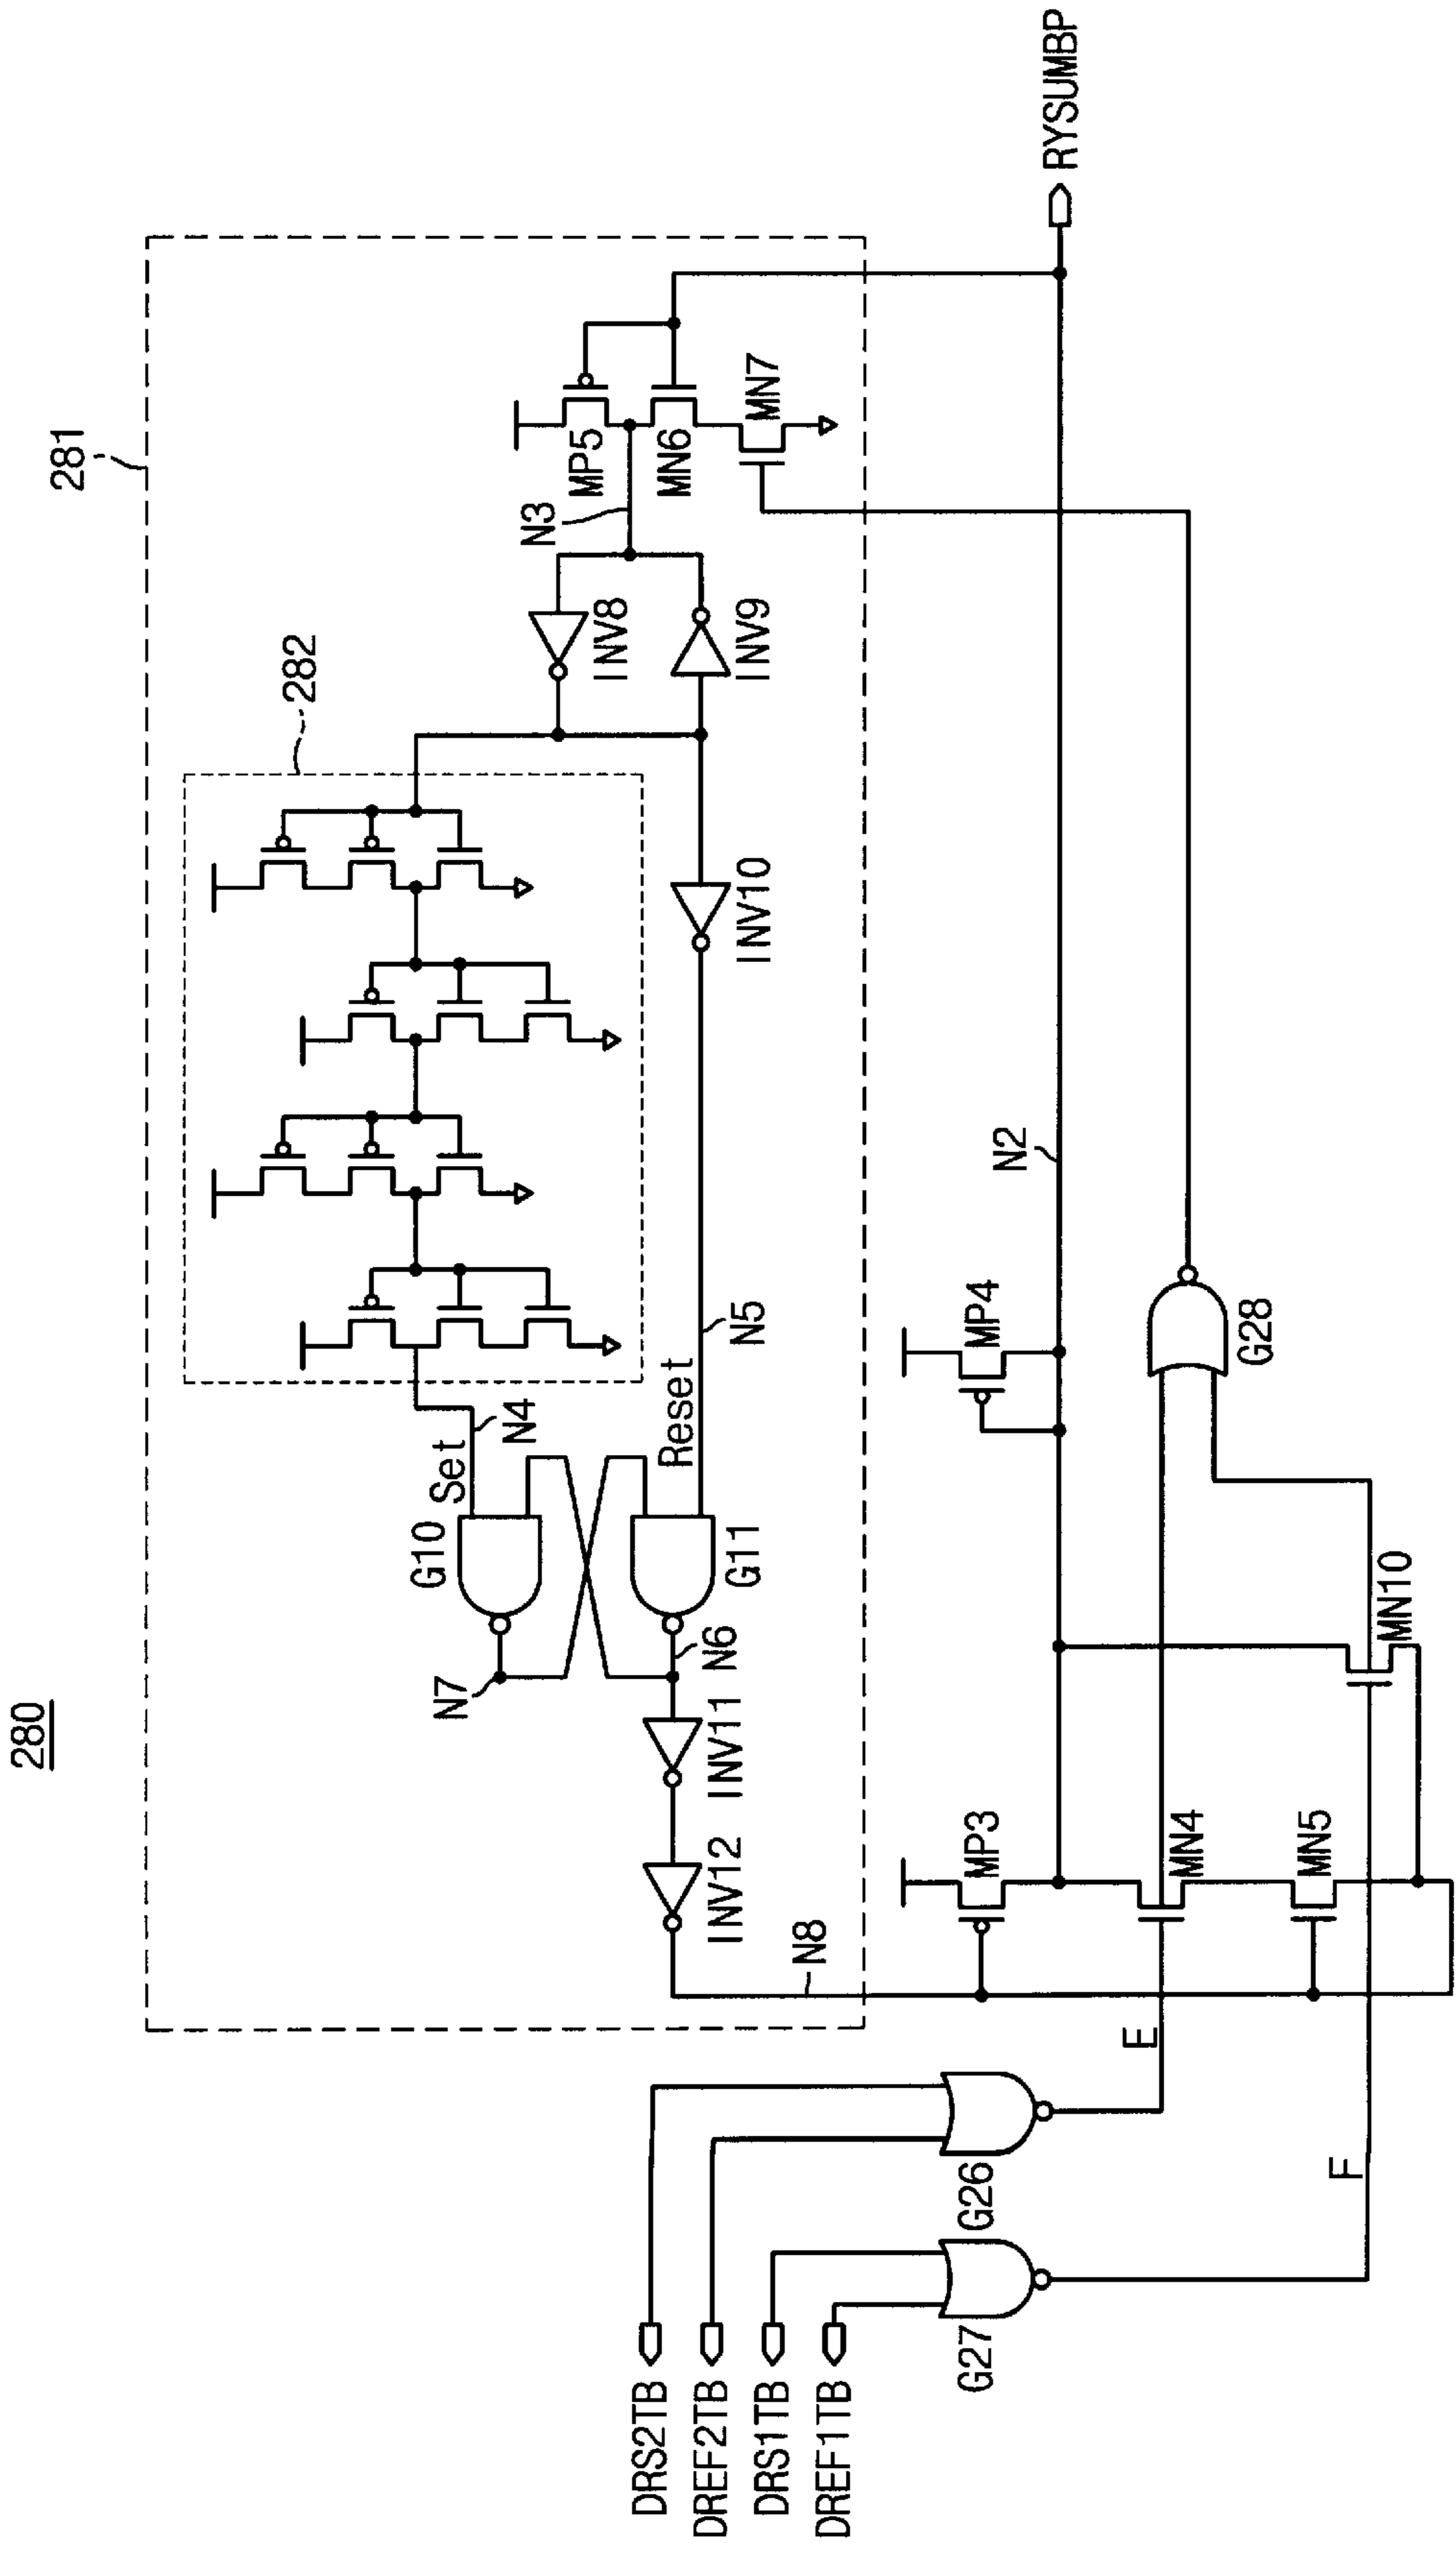 280
281
282
N7
G10
Set
N4
N6
G11
Reset
N5
INV12
INV11
INV10
INV8
INV9
N3
MP5
MN6
MN7
N8
MP3
MP4
N2
RYSUMBP
DRS2TB
DREF2TB
DRS1TB
DREF1TB
G26
G27
E
F
MN4
MN5
MN10
G28